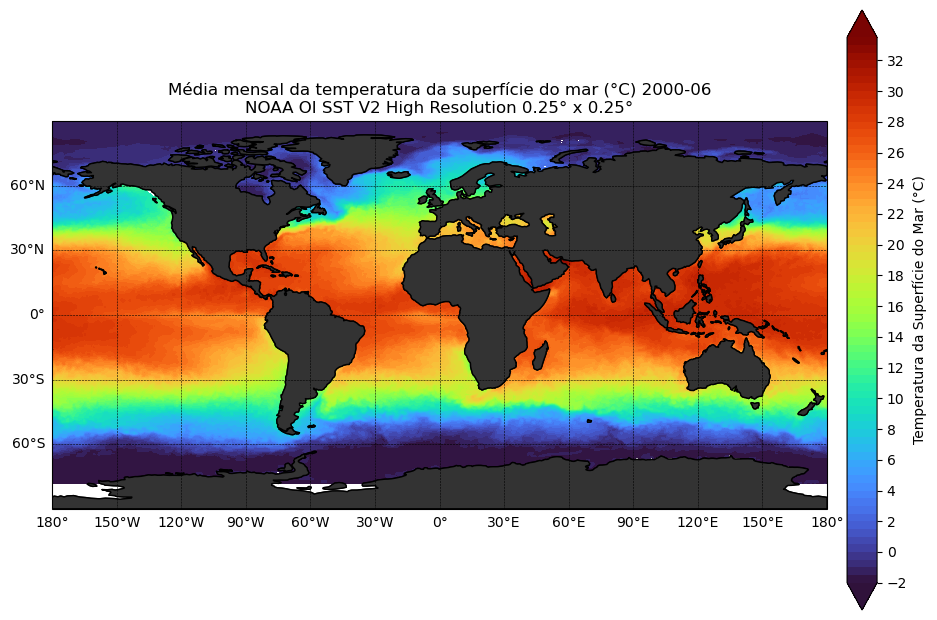 Média mensal da temperatura da superfície do mar (°C) 2000-06
NOAA OI SST V2 High Resolution 0.25° x 0.25°
60°N
30°N
0°
30°S
60°S
180° 150°W 120°W 90°W 60°W 30°W 0° 30°E 60°E 90°E 120°E 150°E 180°
32
30
28
26
24
22
20
18
16
14
12
10
8
6
4
2
0
−2
Temperatura da Superfície do Mar (°C)